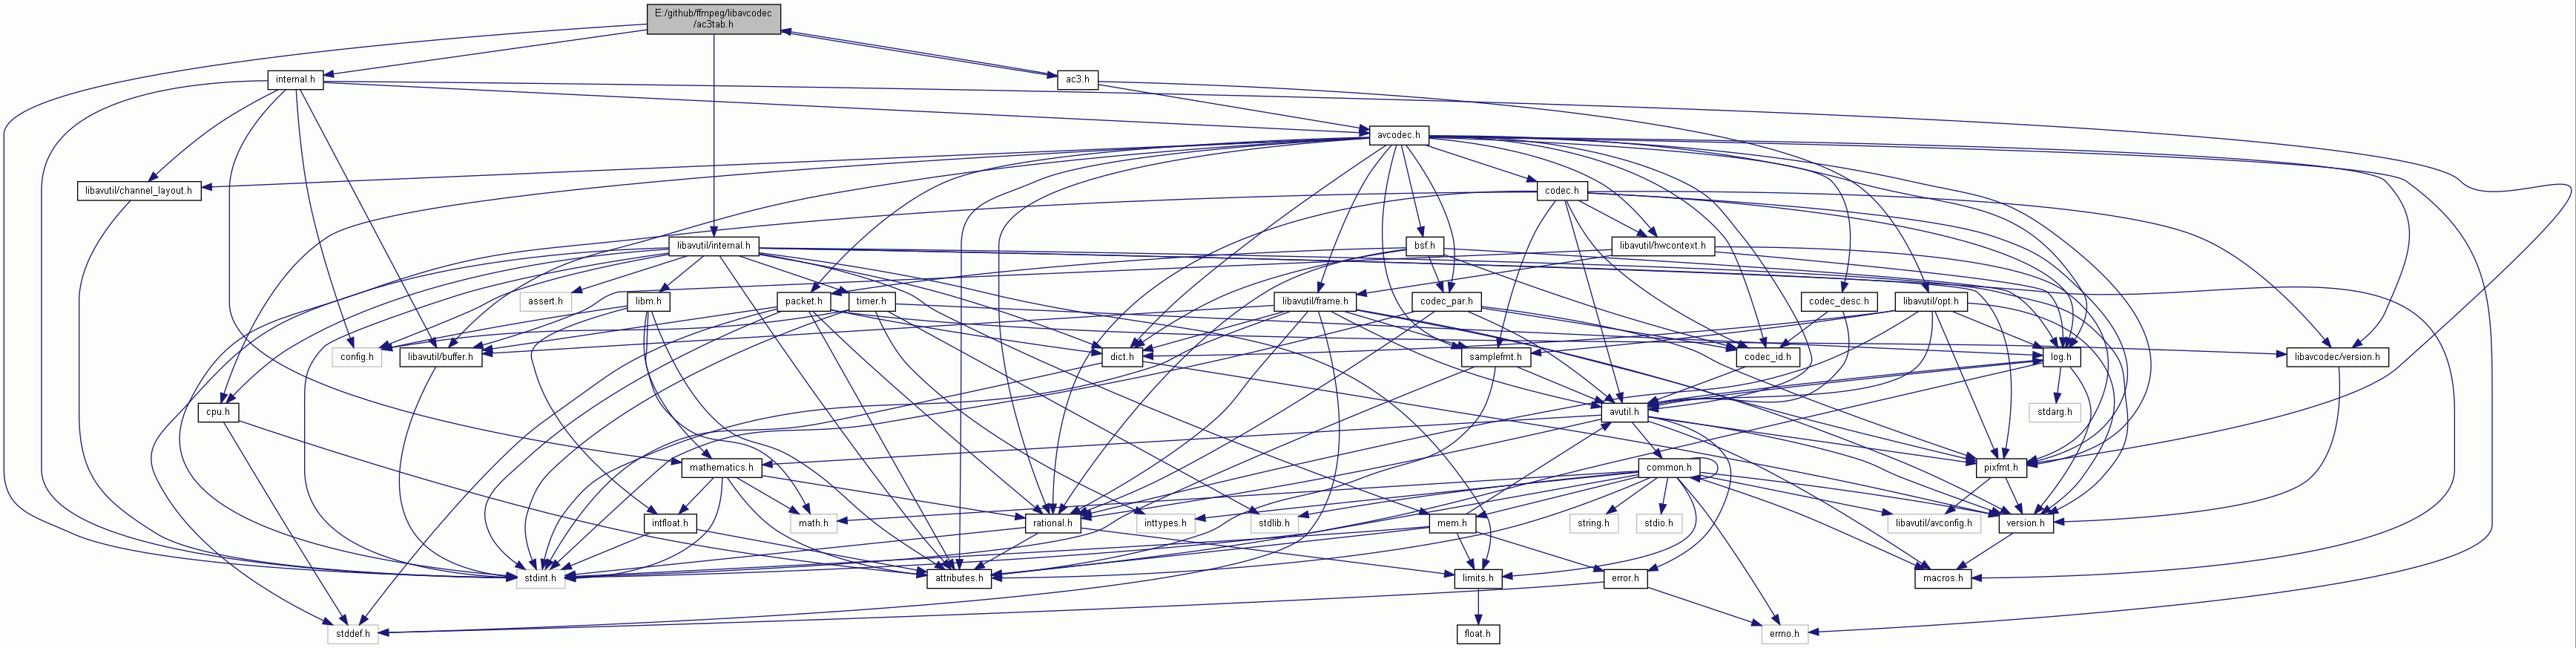 E:/github/ffmpeg/libavcodec
/ac3tab.h
internal.h
ac3.h
avcodec.h
libavutil/channel_layout.h
codec.h
libavutil/internal.h
bsf.h
libavutil/hwcontext.h
assert.h
libm.h
packet.h
timer.h
libavutil/frame.h
codec_par.h
codec_desc.h
libavutil/opt.h
config.h
libavutil/buffer.h
dict.h
samplefmt.h
codec_id.h
log.h
libavcodec/version.h
cpu.h
avutil.h
stdarg.h
mathematics.h
common.h
pixfmt.h
intfloat.h
math.h
rational.h
inttypes.h
stdlib.h
mem.h
string.h
stdio.h
libavutil/avconfig.h
version.h
stdint.h
attributes.h
limits.h
error.h
macros.h
stddef.h
float.h
errno.h